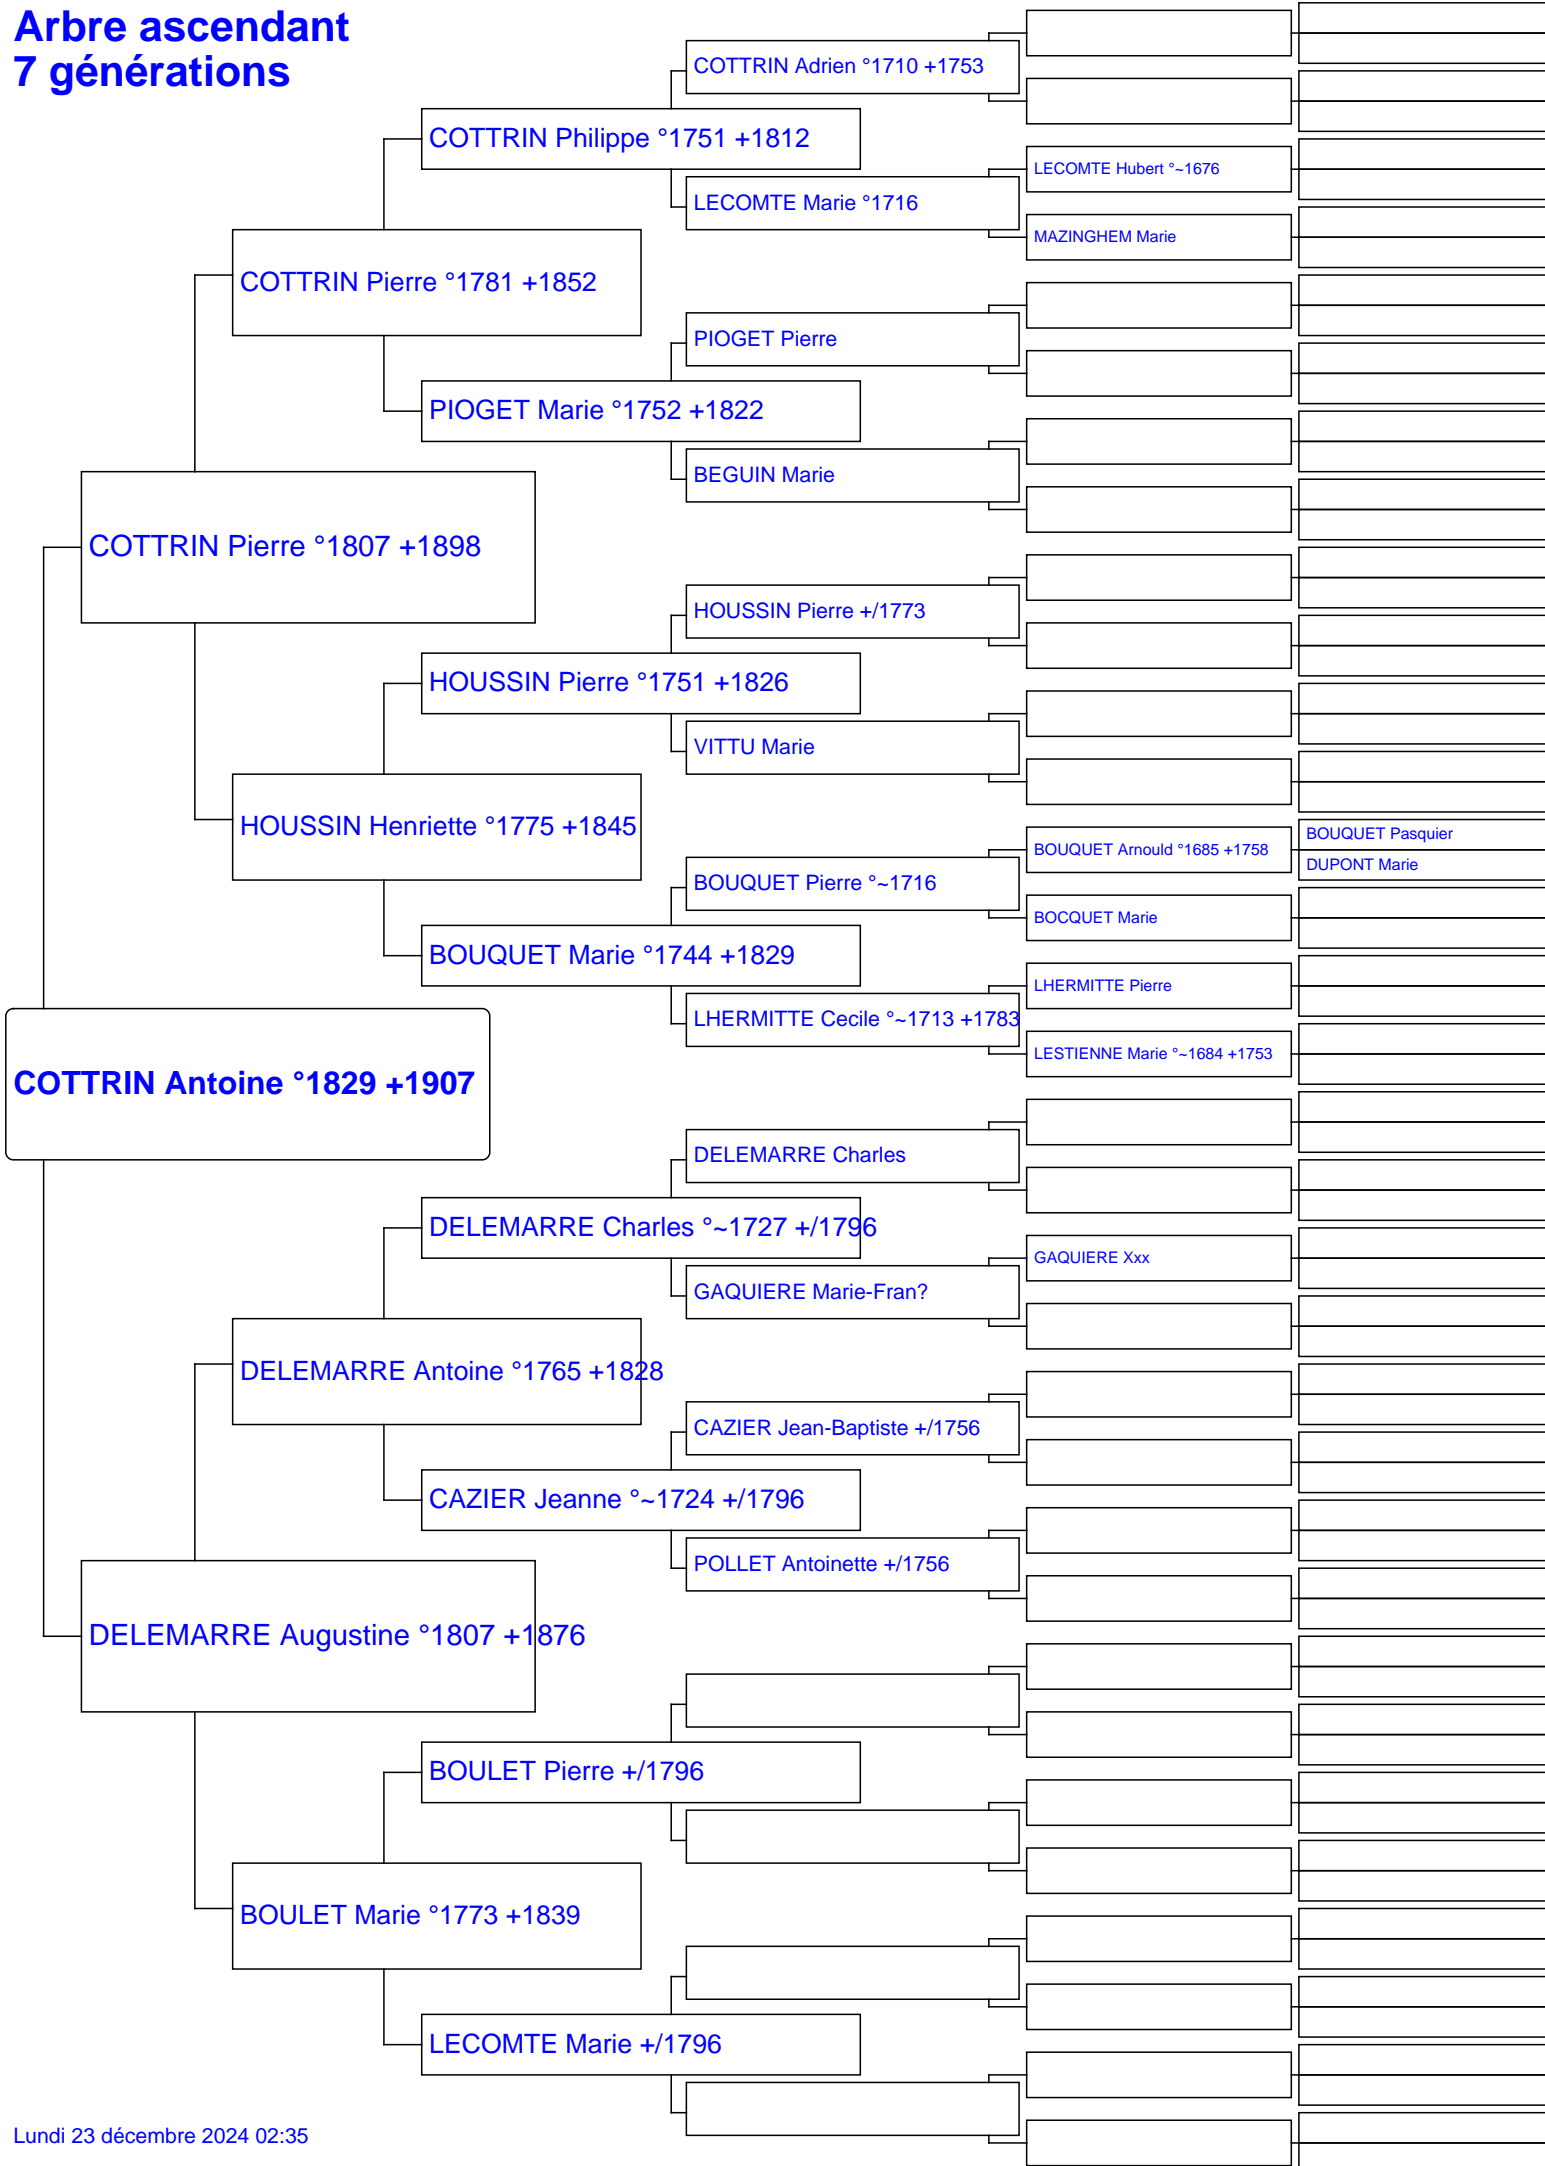 Arbre ascendant
7 générations
COTTRIN Adrien °1710 +1753
COTTRIN Philippe °1751 +1812
LECOMTE Hubert °~1676
LECOMTE Marie °1716
MAZINGHEM Marie
COTTRIN Pierre °1781 +1852
PIOGET Pierre
PIOGET Marie °1752 +1822
BEGUIN Marie
COTTRIN Pierre °1807 +1898
HOUSSIN Pierre +/1773
HOUSSIN Pierre °1751 +1826
VITTU Marie
HOUSSIN Henriette °1775 +1845
BOUQUET Pasquier
BOUQUET Arnould °1685 +1758
DUPONT Marie
BOUQUET Pierre °~1716
BOCQUET Marie
BOUQUET Marie °1744 +1829
LHERMITTE Pierre
LHERMITTE Cecile °~1713 +1783
LESTIENNE Marie °~1684 +1753
COTTRIN Antoine °1829 +1907
DELEMARRE Charles
DELEMARRE Charles °~1727 +/1796
GAQUIERE Xxx
GAQUIERE Marie-Fran?
DELEMARRE Antoine °1765 +1828
CAZIER Jean-Baptiste +/1756
CAZIER Jeanne °~1724 +/1796
POLLET Antoinette +/1756
DELEMARRE Augustine °1807 +1876
BOULET Pierre +/1796
BOULET Marie °1773 +1839
LECOMTE Marie +/1796
Lundi 23 décembre 2024 02:35